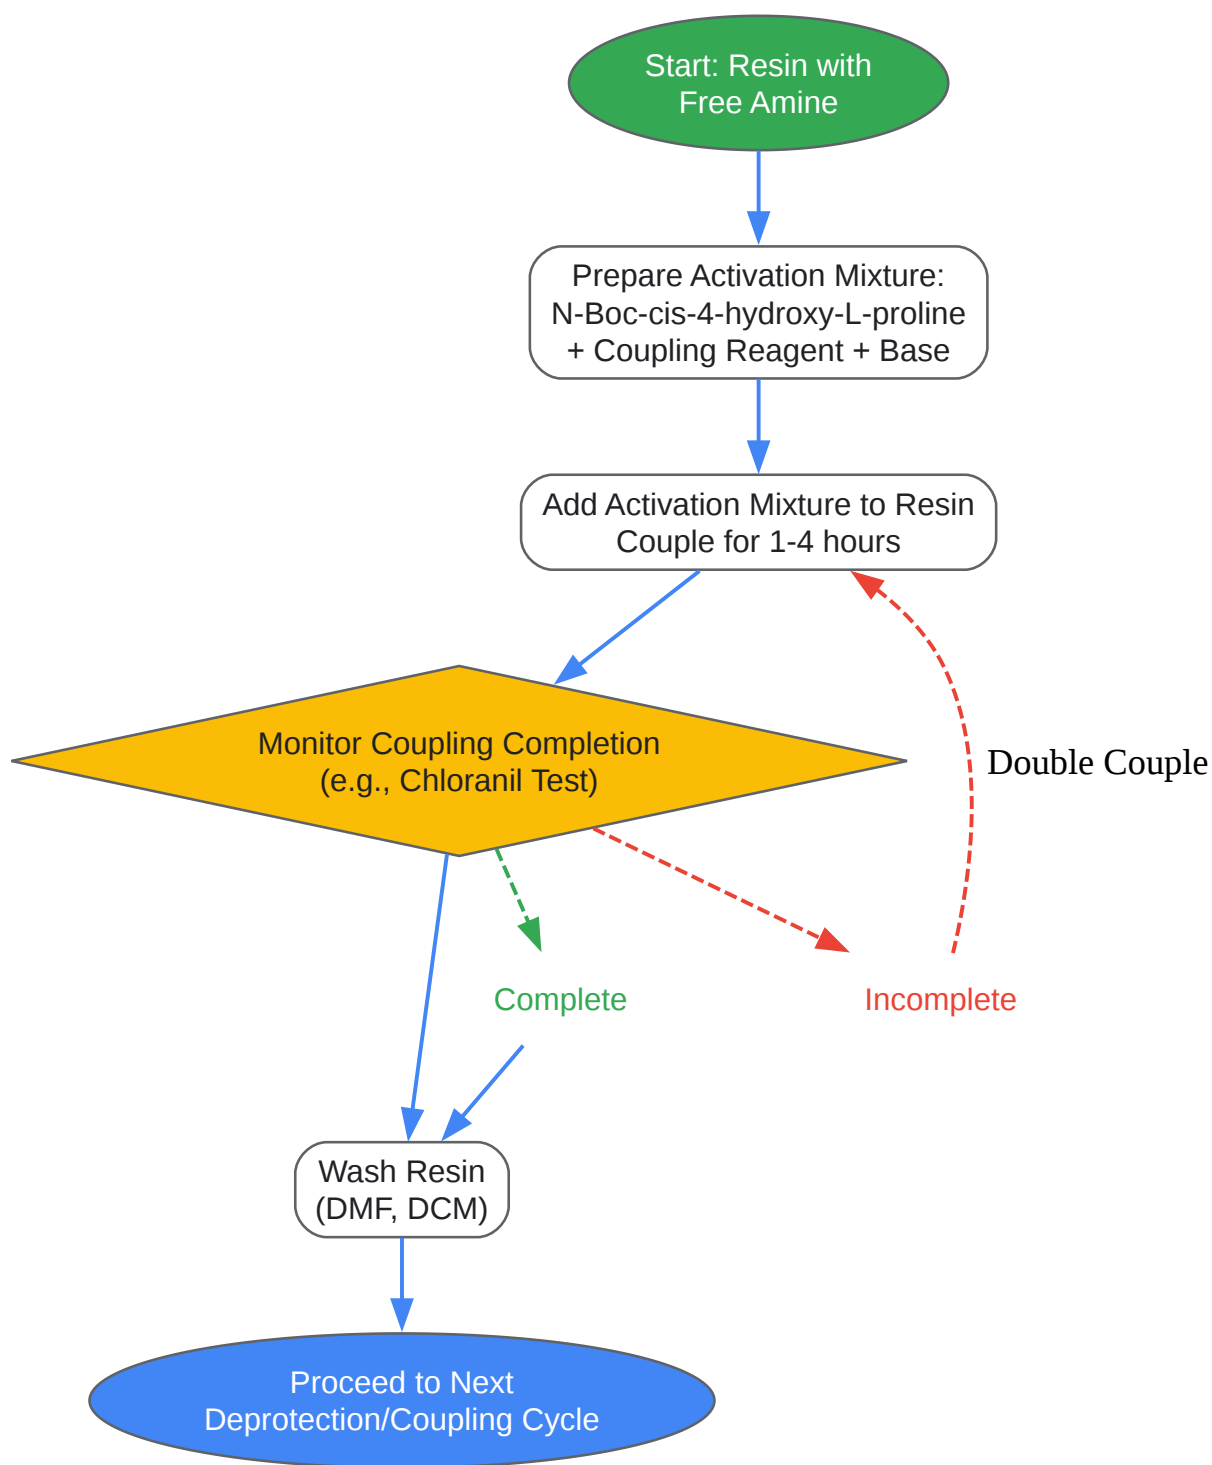 Start: Resin with
Free Amine
Prepare Activation Mixture:
N-Boc-cis-4-hydroxy-L-proline
+ Coupling Reagent + Base
Add Activation Mixture to Resin
Couple for 1-4 hours
Monitor Coupling Completion
(e.g., Chloranil Test)
Double Couple
Complete
Incomplete
Wash Resin
(DMF, DCM)
Proceed to Next
Deprotection/Coupling Cycle